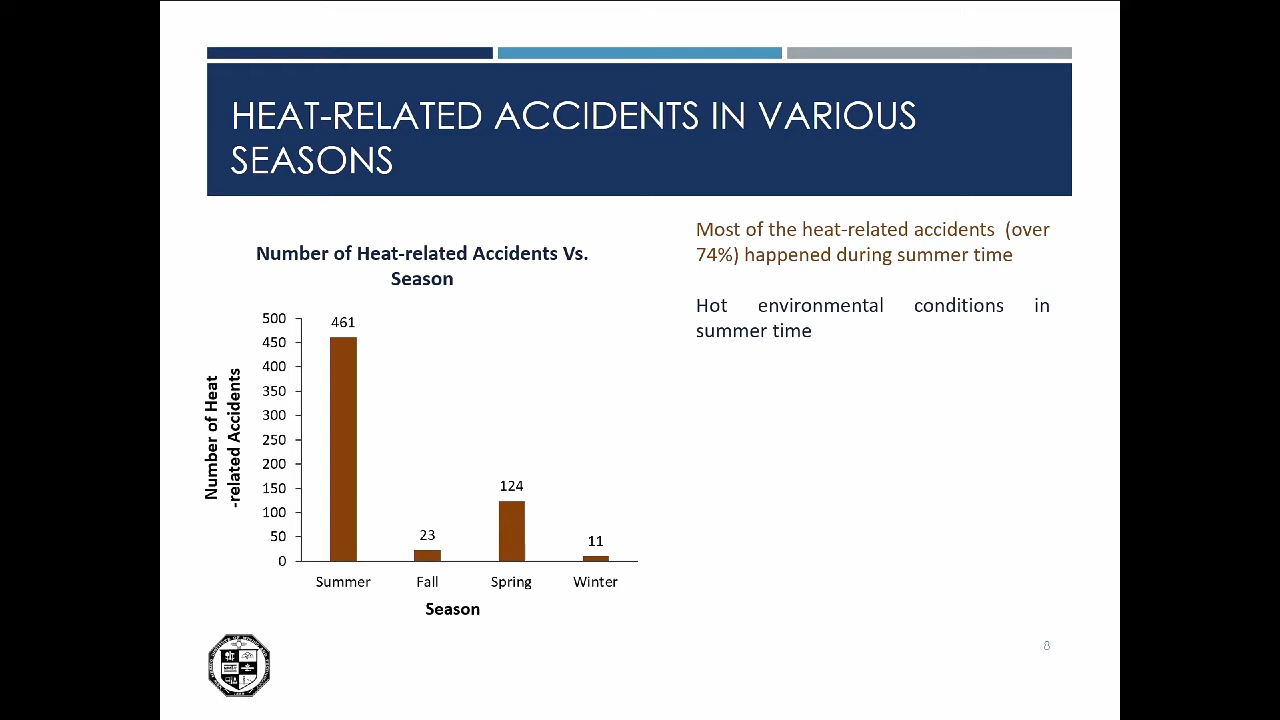 HEAT-RELATED ACCIDENTS IN VARIOUS
SEASONS
Number of Heat-related Accidents Vs.
Season
Number of Heat
-related Accidents
500
450
400
350
300
250
200
150
100
50
0
461
23
124
11
Summer Fall Spring Winter
Season
Most of the heat-related accidents (over
74%) happened during summer time
Hot environmental conditions in
summer time
8